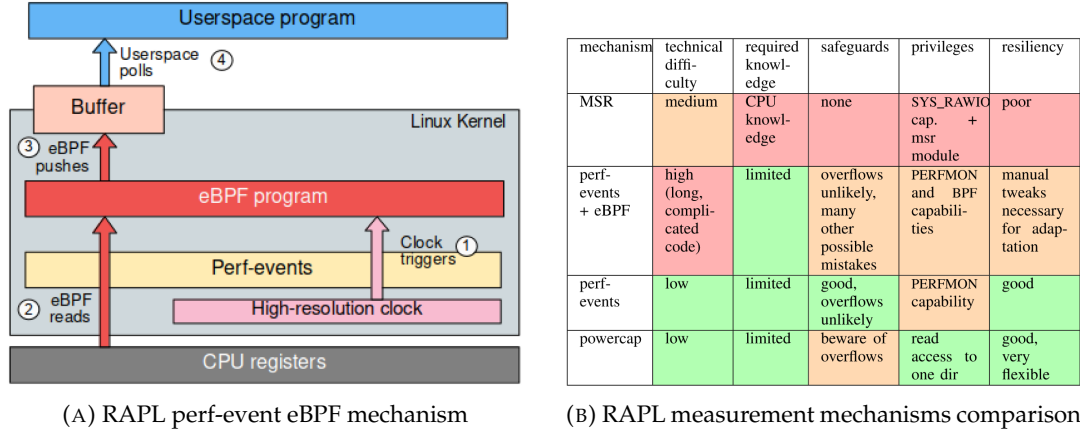 Userspace program
Userspace
polls
4
Buffer
Linux Kernel
3
eBPF
pushes
eBPF program
Clock
triggers
1
Perf-events
2
eBPF
reads
High-resolution clock
CPU registers
(A) RAPL perf-event eBPF mechanism
mechanism
technical
diffi-
culty
required
knowl-
edge
safeguards
privileges
resiliency
MSR
medium
CPU
knowl-
edge
none
SYS_RAWIO
cap. +
msr
module
poor
perf-
events
+ eBPF
high
(long,
compli-
cated
code)
limited
overflows
unlikely,
many
other
possible
mistakes
PERFMON
and BPF
capabili-
ties
manual
tweaks
necessary
for adap-
tation
perf-
events
low
limited
good,
overflows
unlikely
PERFMON
capability
good
powercap
low
limited
beware of
overflows
read
access to
one dir
good,
very
flexible
(B) RAPL measurement mechanisms comparison